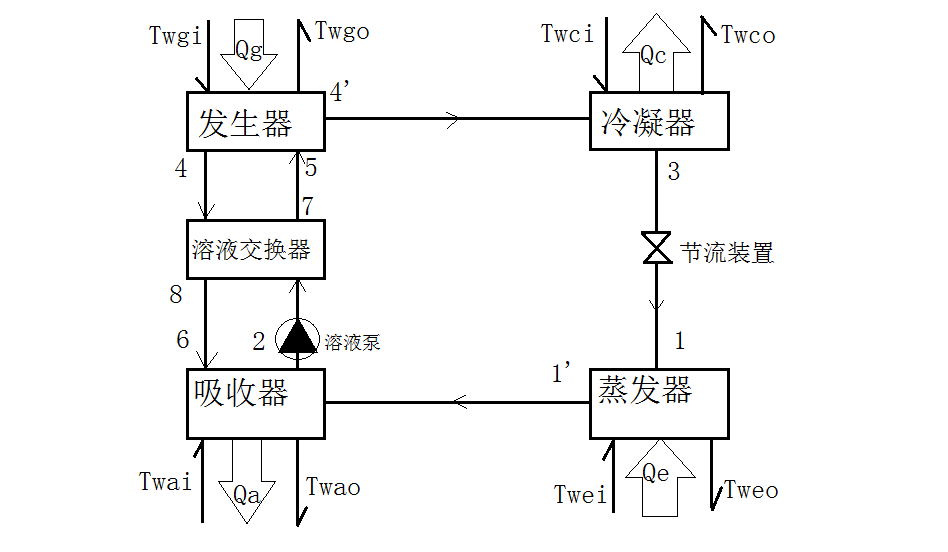 Twgi
Qg
Twgo
Twci
Qc
Twco
4'
发生器
冷凝器
4
5
3
7
溶液交换器
节流装置
8
6
2
溶液泵
1
1'
吸收器
蒸发器
Twai
Qa
Twao
Twei
Qe
Tweo